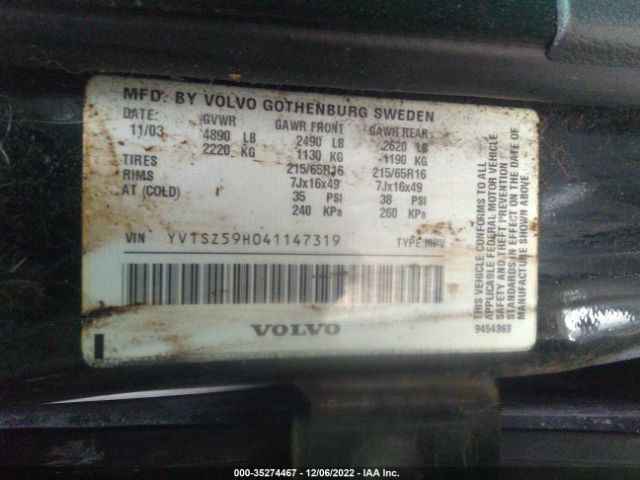 MFD. BY VOLVO GOTHENBURG SWEDEN
DATE: GVWR GAWR FRONT GAWR REAR
11/03 4890 LB 2490 LB 2620 LB
2220 KG 1130 KG 1190 KG
TIRES 215/65R16 215/65R16
RIMS 7Jx16x49 7Jx16x49
AT (COLD) 35 PSI 38 PSI
240 KPa 260 KPa
VIN YV1SZ59H041147319 TYPE:MPV
VOLVO
THIS VEHICLE CONFORMS TO ALL
APPLICABLE FEDERAL MOTOR VEHICLE
SAFETY AND THEFT PREVENTION
STANDARDS IN EFFECT ON THE DATE OF
MANUFACTURE SHOWN ABOVE.
9454363
000-35274467 - 12/06/2022 - IAA Inc.